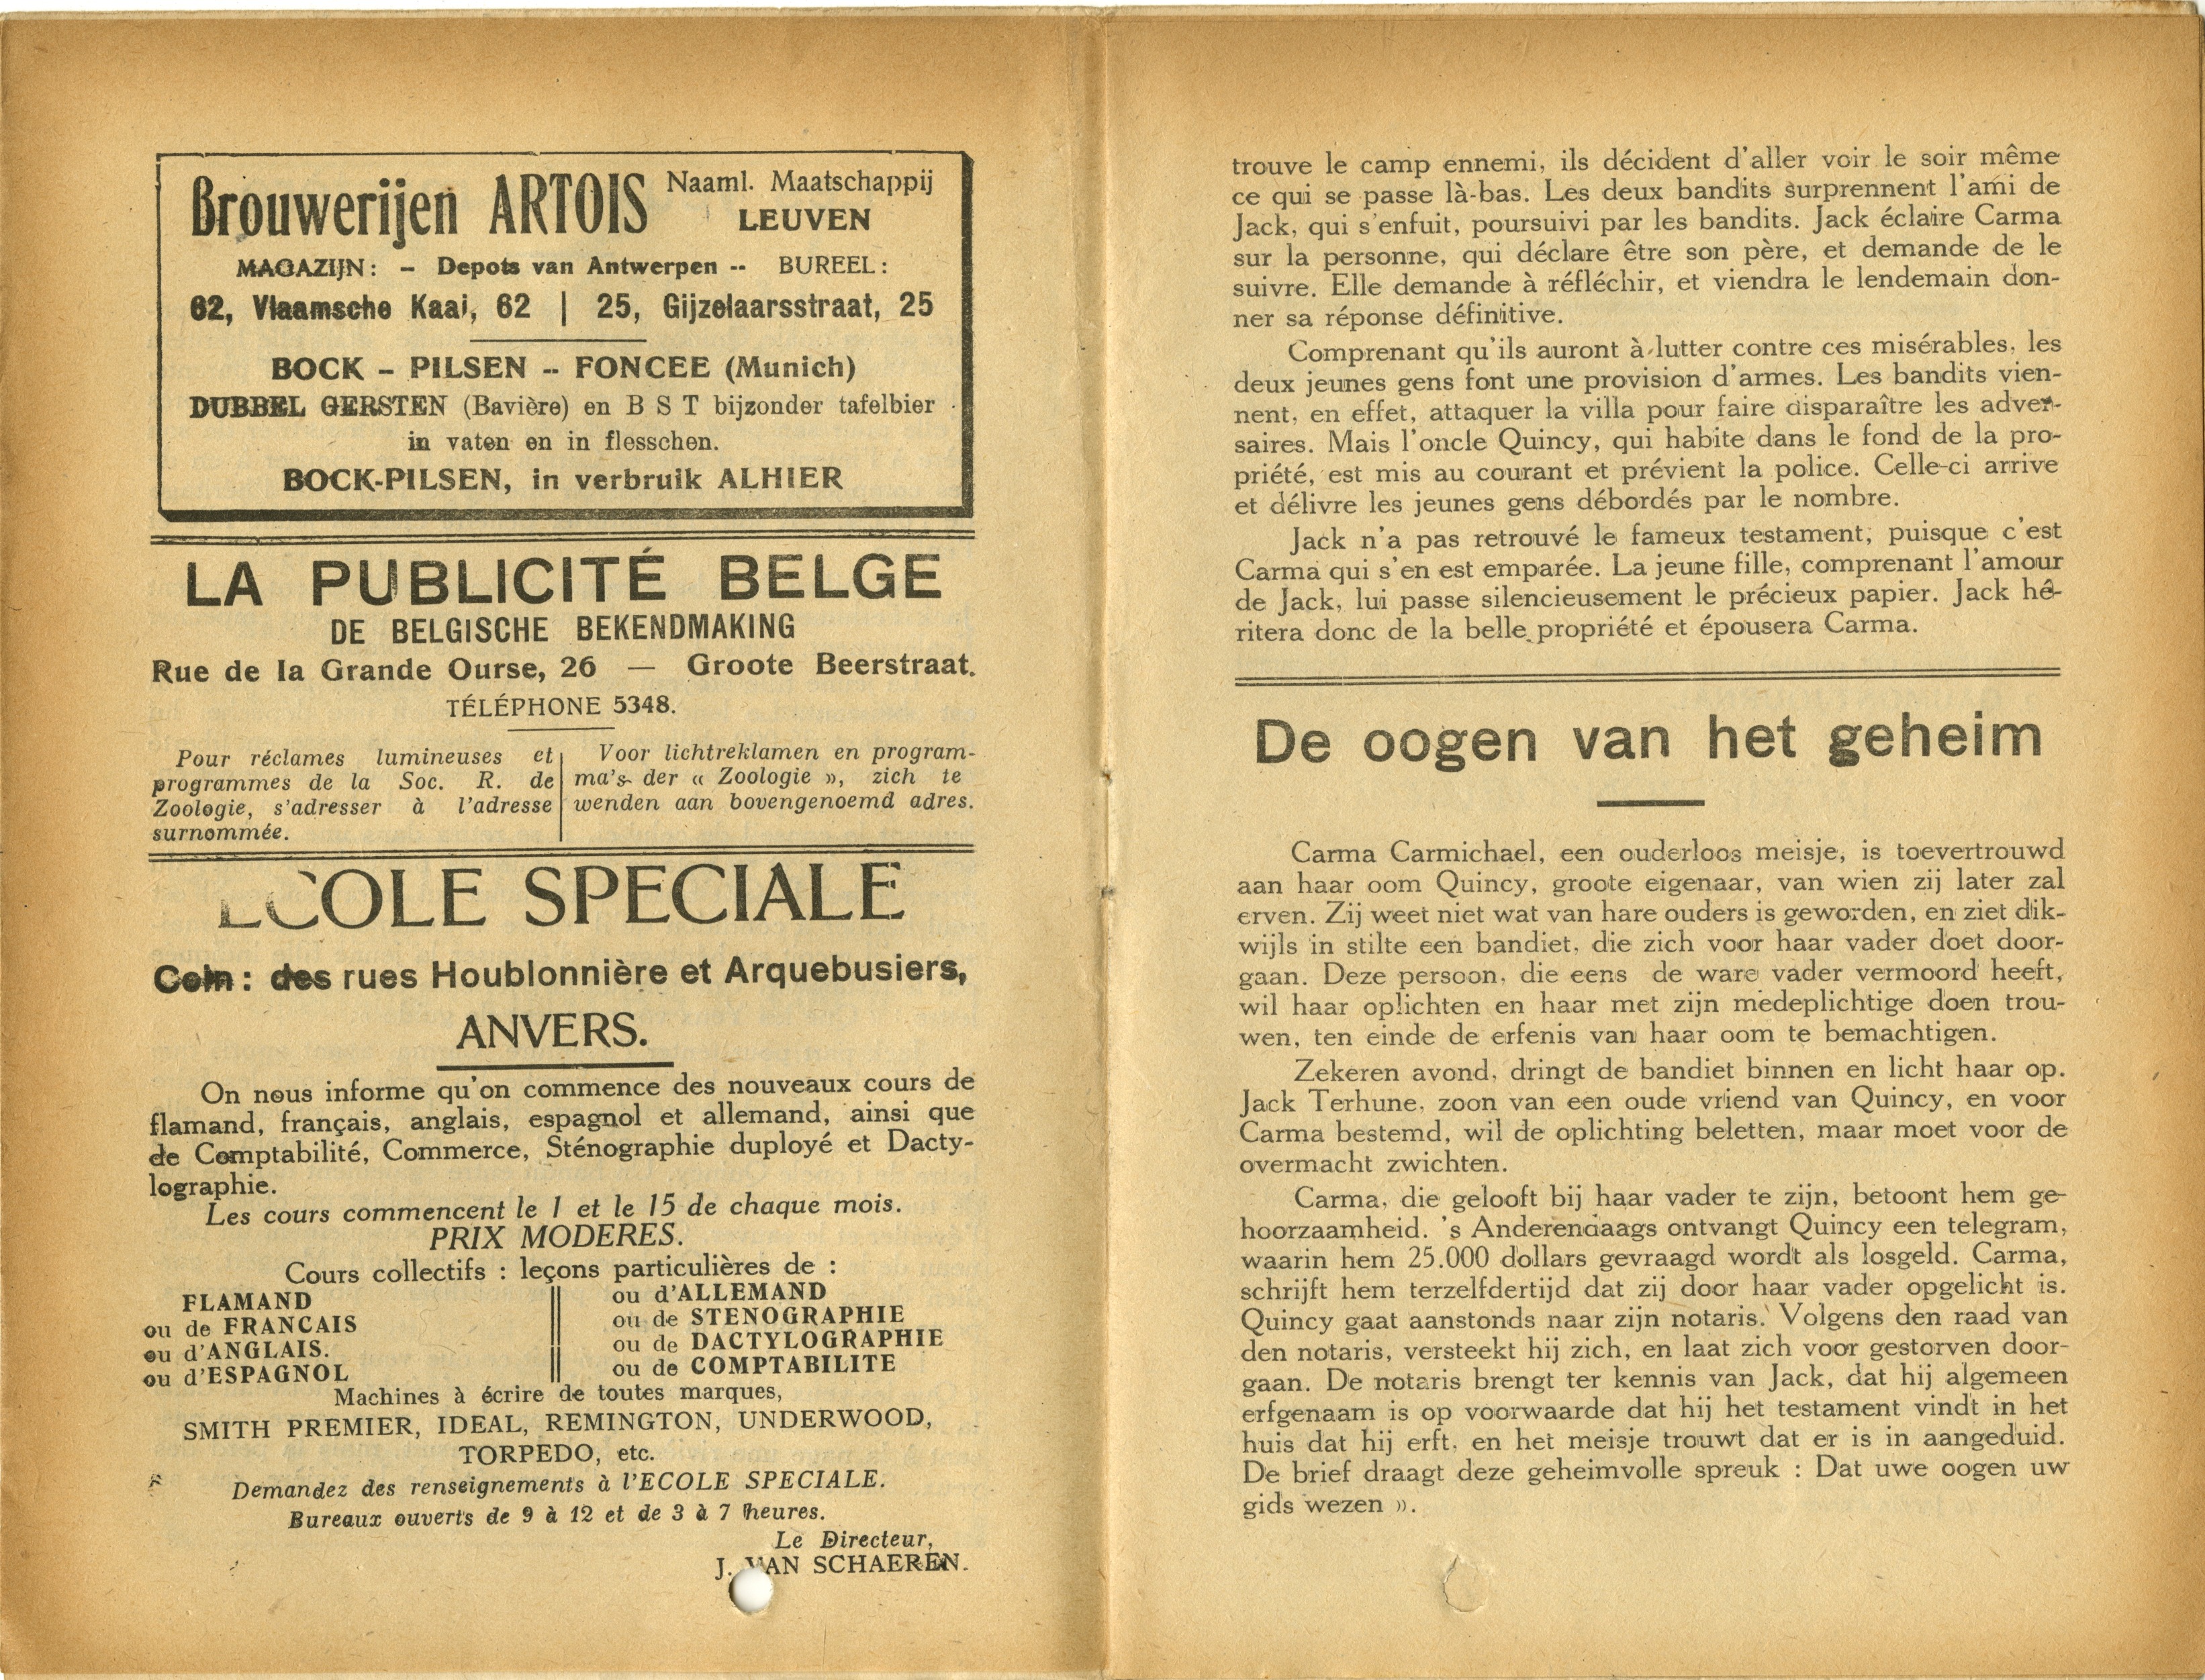 Brouwerijen ARTOIS Naaml. Maatschappij
LEUVEN
MAGAZIJN: – Depots van Antwerpen -- BUREEL:
62, Vlaamsche Kaai, 62 | 25, Gijzelaarsstraat, 25
BOCK – PILSEN -- FONCEE (Munich)
DUBBEL GERSTEN (Bavière) en B S T bijzonder tafelbier
in vaten en in flesschen.
BOCK-PILSEN, in verbruik ALHIER
LA PUBLICITÉ BELGE
DE BELGISCHE BEKENDMAKING
Rue de la Grande Ourse, 26 — Groote Beerstraat.
TÉLÉPHONE 5348.
Pour réclames lumineuses et
programmes de la Soc. R. de
Zoologie, s'adresser à l'adresse
surnommée.
Voor lichtreklamen en program-
ma's der « Zoologie », zich te
wenden aan bovengenoemd adres.
ECOLE SPECIALE
Coin : des rues Houblonnière et Arquebusiers,
ANVERS.
On nous informe qu'on commence des nouveaux cours de
flamand, français, anglais, espagnol et allemand, ainsi que
de Comptabilité, Commerce, Sténographie duployé et Dacty-
lographie.
Les cours commencent le 1 et le 15 de chaque mois.
PRIX MODERES.
Cours collectifs : leçons particulières de :
FLAMAND
ou de FRANCAIS
ou d'ANGLAIS.
ou d'ESPAGNOL
ou d'ALLEMAND
ou de STENOGRAPHIE
ou de DACTYLOGRAPHIE
ou de COMPTABILITE
Machines à écrire de toutes marques,
SMITH PREMIER, IDEAL, REMINGTON, UNDERWOOD,
TORPEDO, etc.
Demandez des renseignements à l'ECOLE SPECIALE.
Bureaux ouverts de 9 à 12 et de 3 à 7 heures.
Le Directeur,
J. VAN SCHAEREN.
trouve le camp ennemi, ils décident d'aller voir le soir même
ce qui se passe là-bas. Les deux bandits surprennent l'ami de
Jack, qui s'enfuit, poursuivi par les bandits. Jack éclaire Carma
sur la personne, qui déclare être son père, et demande de le
suivre. Elle demande à réfléchir, et viendra le lendemain don-
ner sa réponse définitive.
Comprenant qu'ils auront à lutter contre ces misérables, les
deux jeunes gens font une provision d'armes. Les bandits vien-
nent, en effet, attaquer la villa pour faire disparaître les adver-
saires. Mais l'oncle Quincy, qui habite dans le fond de la pro-
priété, est mis au courant et prévient la police. Celle-ci arrive
et délivre les jeunes gens débordés par le nombre.
Jack n'a pas retrouvé le fameux testament, puisque c'est
Carma qui s'en est emparée. La jeune fille, comprenant l'amour
de Jack, lui passe silencieusement le précieux papier. Jack hé-
ritera donc de la belle propriété et épousera Carma.
De oogen van het geheim
Carma Carmichael, een ouderloos meisje, is toevertrouwd
aan haar oom Quincy, groote eigenaar, van wien zij later zal
erven. Zij weet niet wat van hare ouders is geworden, en ziet dik-
wijls in stilte een bandiet, die zich voor haar vader doet door-
gaan. Deze persoon, die eens de ware vader vermoord heeft,
wil haar oplichten en haar met zijn medeplichtige doen trou-
wen, ten einde de erfenis van haar oom te bemachtigen.
Zekeren avond, dringt de bandiet binnen en licht haar op.
Jack Terhune, zoon van een oude vriend van Quincy, en voor
Carma bestemd, wil de oplichting beletten, maar moet voor de
overmacht zwichten.
Carma, die gelooft bij haar vader te zijn, betoont hem ge-
hoorzaamheid. 's Anderendaags ontvangt Quincy een telegram,
waarin hem 25.000 dollars gevraagd wordt als losgeld. Carma,
schrijft hem terzelfdertijd dat zij door haar vader opgelicht is.
Quincy gaat aanstonds naar zijn notaris. Volgens den raad van
den notaris, versteekt hij zich, en laat zich voor gestorven door-
gaan. De notaris brengt ter kennis van Jack, dat hij algemeen
erfgenaam is op voorwaarde dat hij het testament vindt in het
huis dat hij erft, en het meisje trouwt dat er is in aangeduid.
De brief draagt deze geheimvolle spreuk : Dat uwe oogen uw
gids wezen ».